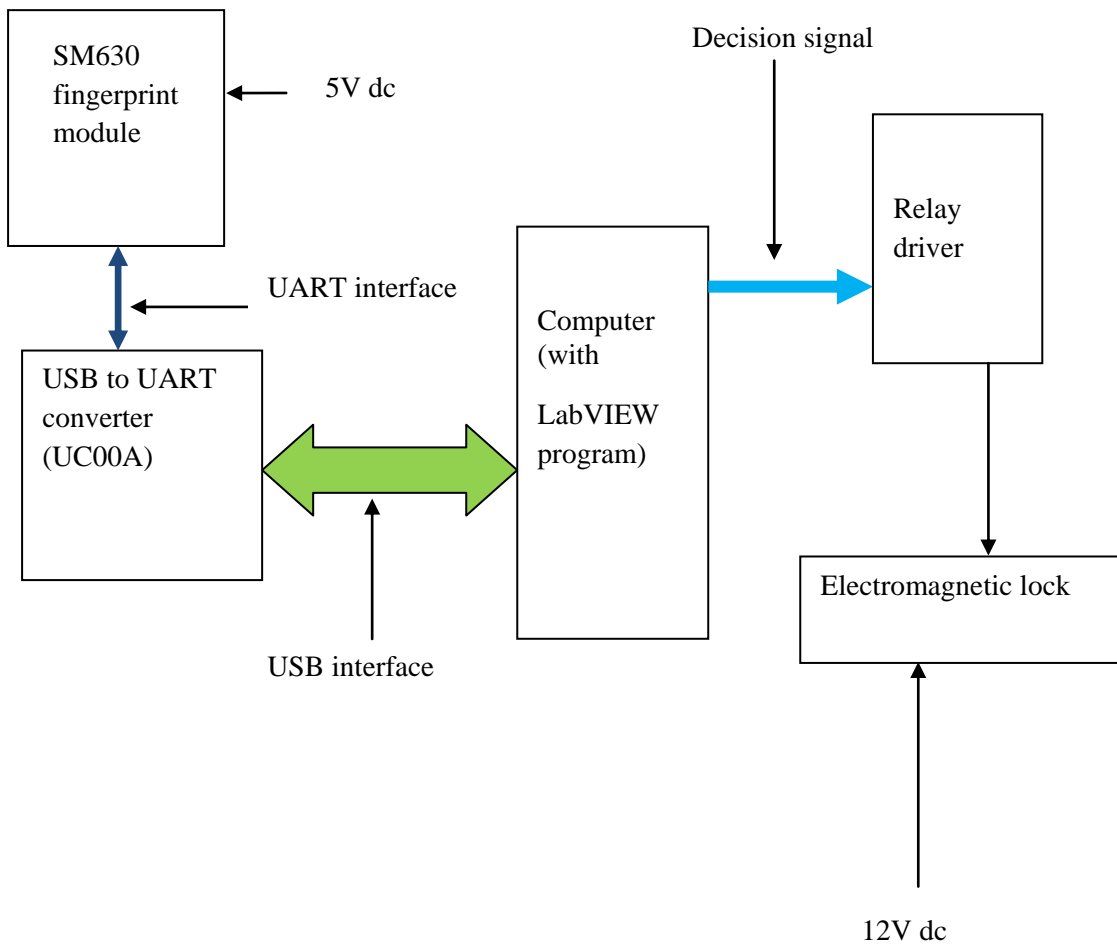 SM630
fingerprint
module
5V dc
Decision signal
Relay
driver
UART interface
Computer
(with
LabVIEW
program)
USB to UART
converter
(UC00A)
USB interface
Electromagnetic lock
12V dc